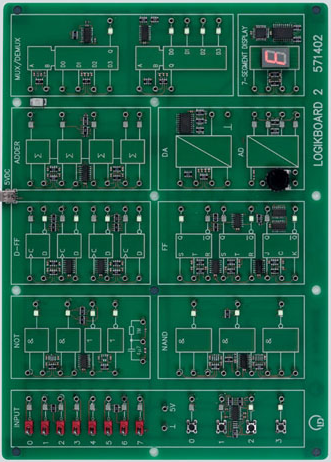 MUX/DEMUX
A B D0 D1 D2 D3 Q
A B Q D0 D1 D2 D3
7-SEGMENT DISPLAY
LOGIKBOARD 2 571402
ADDER
Σ Σ Σ Σ
DA
AD
5VDC
D-FF
C D C D C D C D
FF
S T R S T R J C K
Q Q Q
NOT
& & 1 1
NAND
& & &
INPUT
0 1 2 3 4 5 6 7
5V
⊥
0 1 2 3